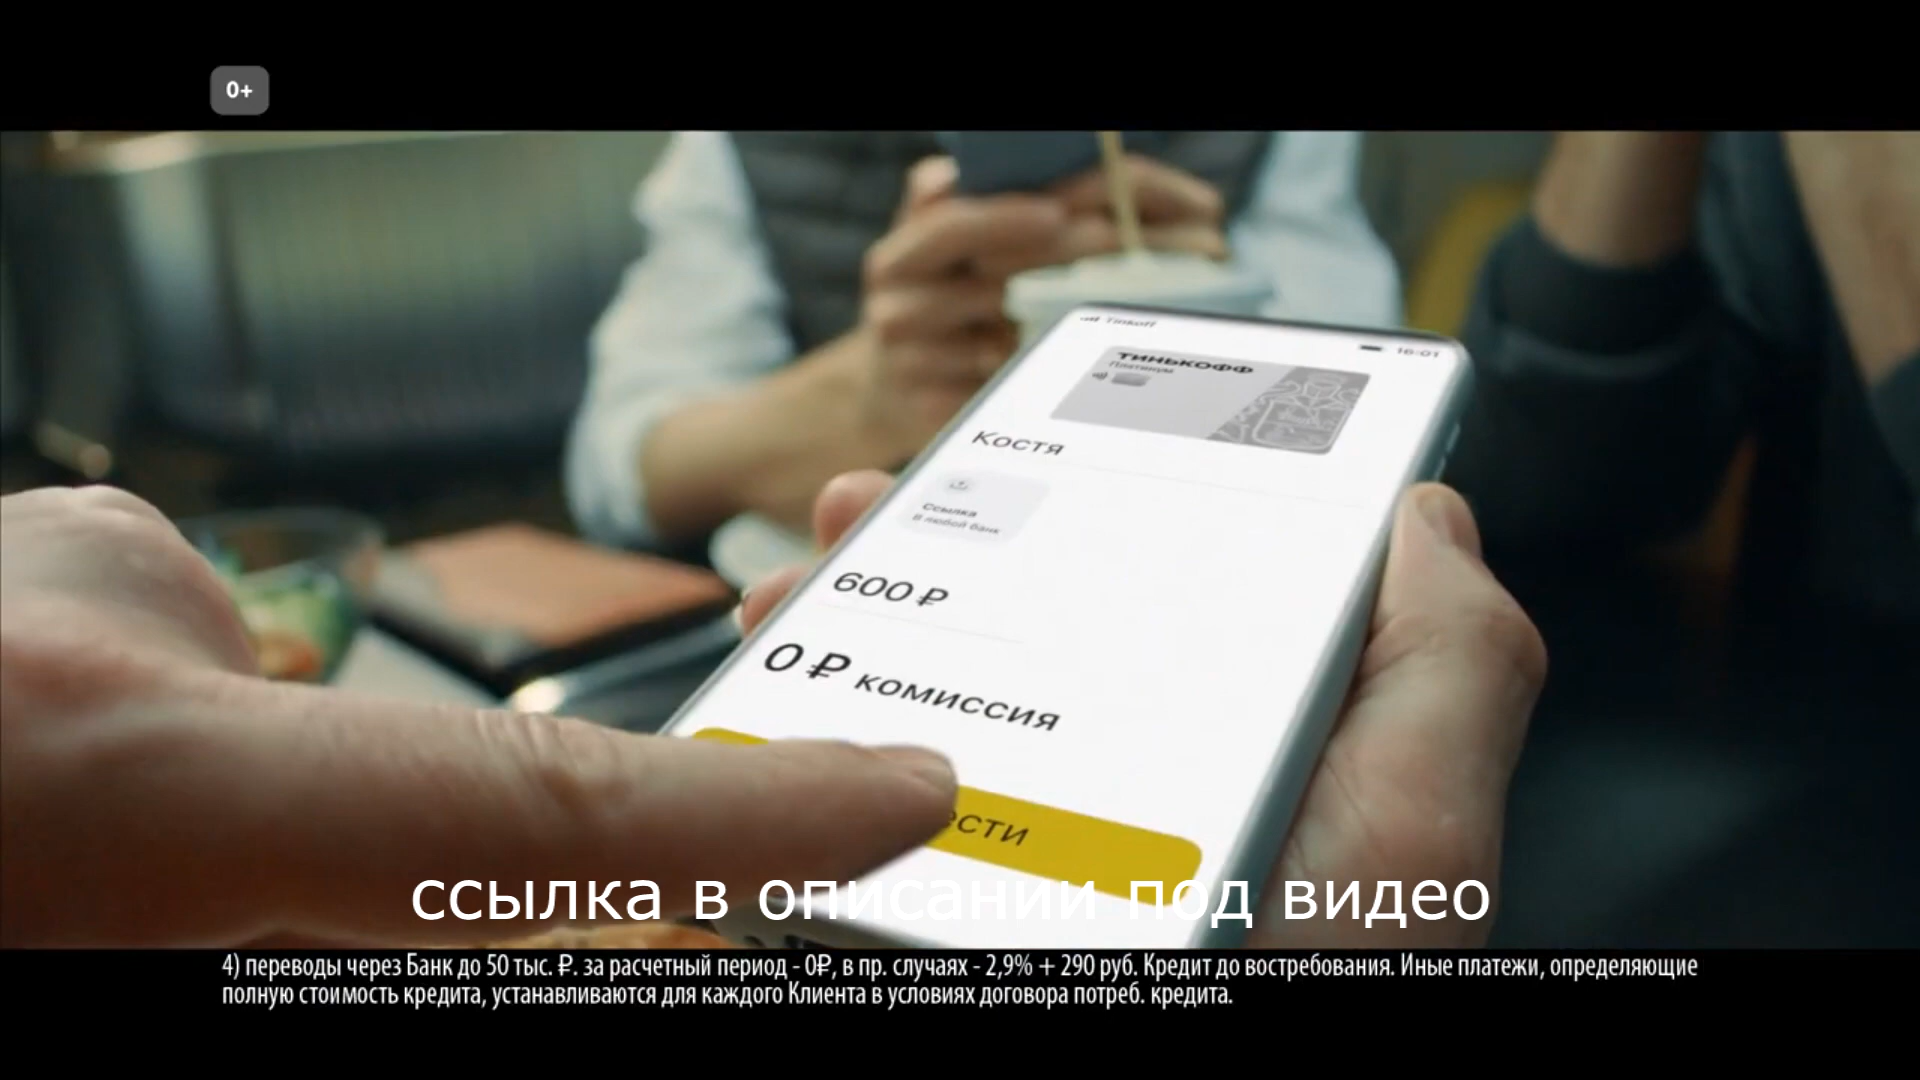 0+
Tinkoff
16:01
ТИНЬКОФФ
Платинум
Костя
Ссылка
В любой банк
600 ₽
0 ₽ комиссия
ести
ссылка в описании под видео
4) переводы через Банк до 50 тыс. ₽. за расчетный период - 0₽, в пр. случаях - 2,9% + 290 руб. Кредит до востребования. Иные платежи, определяющие
полную стоимость кредита, устанавливаются для каждого Клиента в условиях договора потреб. кредита.